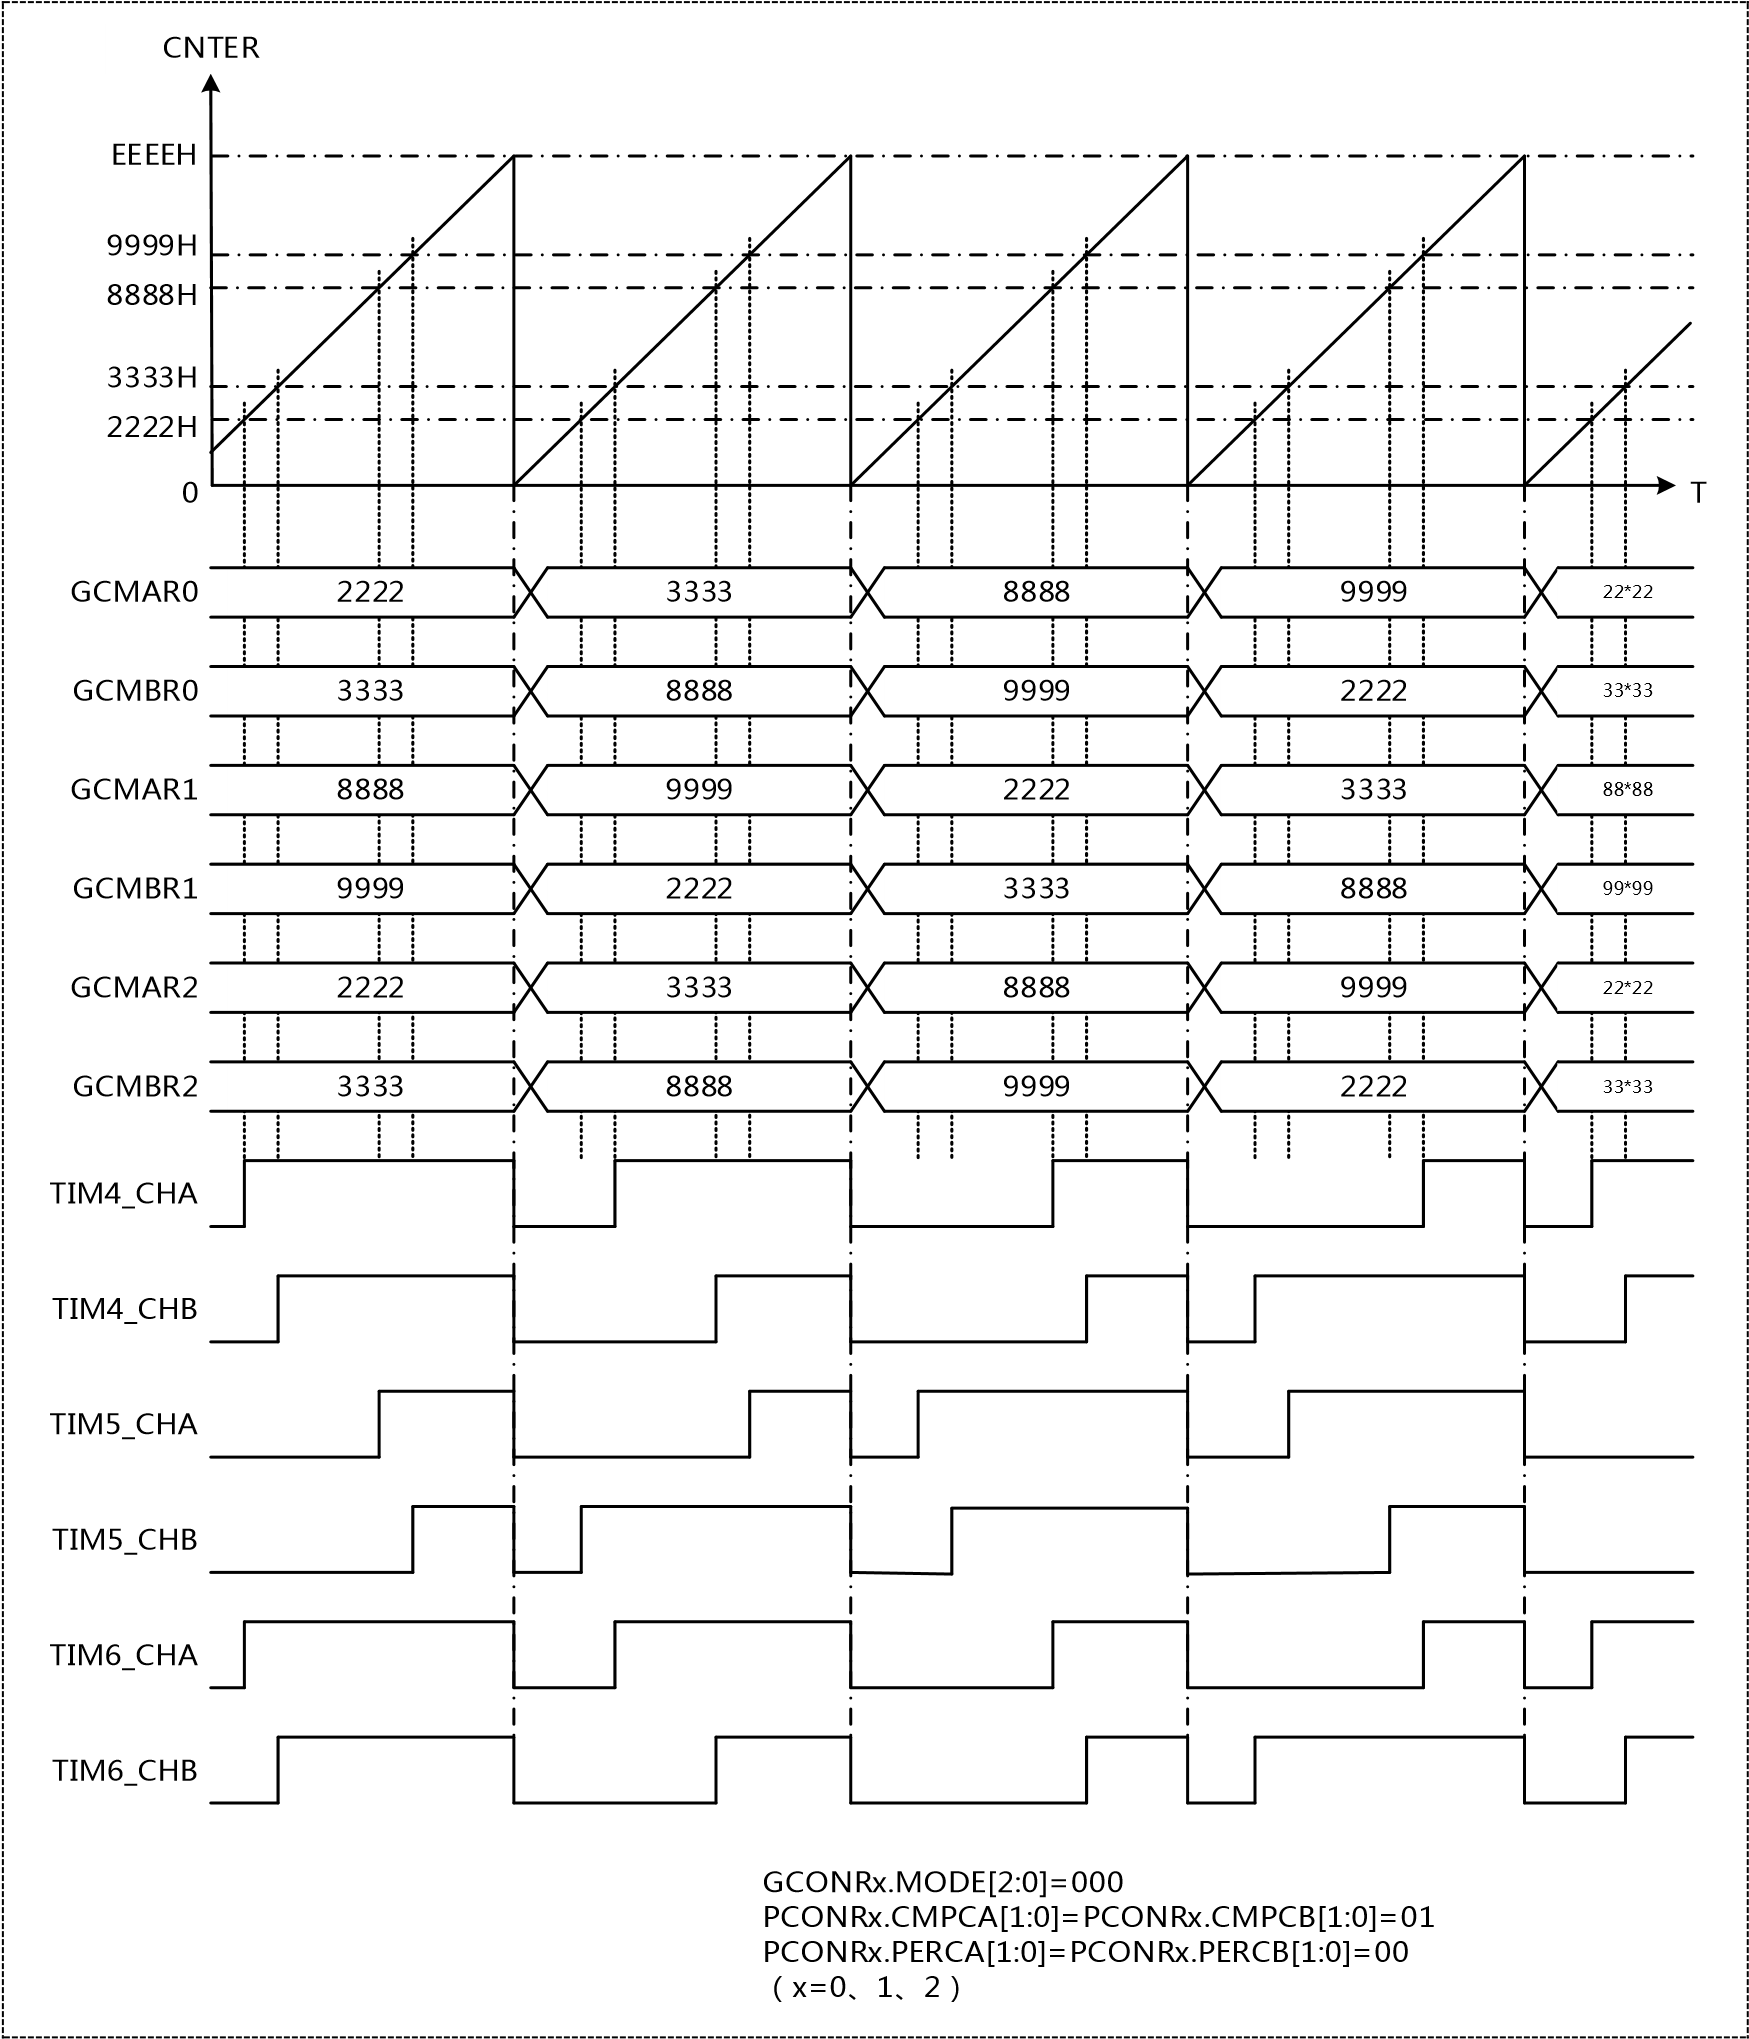 CNTER
EEEEH
9999H
8888H
3333H
2222H
0
T
GCMAR0 2222 3333 8888 9999 22*22
GCMBR0 3333 8888 9999 2222 33*33
GCMAR1 8888 9999 2222 3333 88*88
GCMBR1 9999 2222 3333 8888 99*99
GCMAR2 2222 3333 8888 9999 22*22
GCMBR2 3333 8888 9999 2222 33*33
TIM4_CHA
TIM4_CHB
TIM5_CHA
TIM5_CHB
TIM6_CHA
TIM6_CHB
GCONRx.MODE[2:0]=000
PCONRx.CMPCA[1:0]=PCONRx.CMPCB[1:0]=01
PCONRx.PERCA[1:0]=PCONRx.PERCB[1:0]=00
（x=0、1、2）